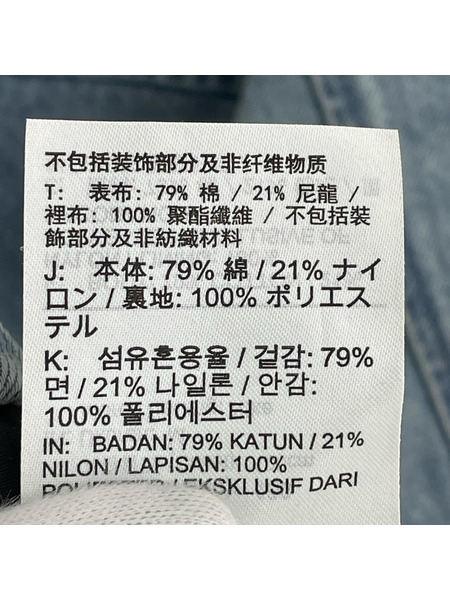 不包括装饰部分及非纤维物质
T: 表布: 79% 棉 / 21% 尼龍 /
裡布: 100% 聚酯纖維 / 不包括裝
飾部分及非紡織材料
J: 本体: 79% 綿 / 21% ナイ
ロン / 裏地: 100% ポリエス
テル
K: 섬유혼용율 / 겉감: 79%
면 / 21% 나일론 / 안감:
100% 폴리에스터
IN: BADAN: 79% KATUN / 21%
NILON / LAPISAN: 100%
/ EKSKLUSIF DARI